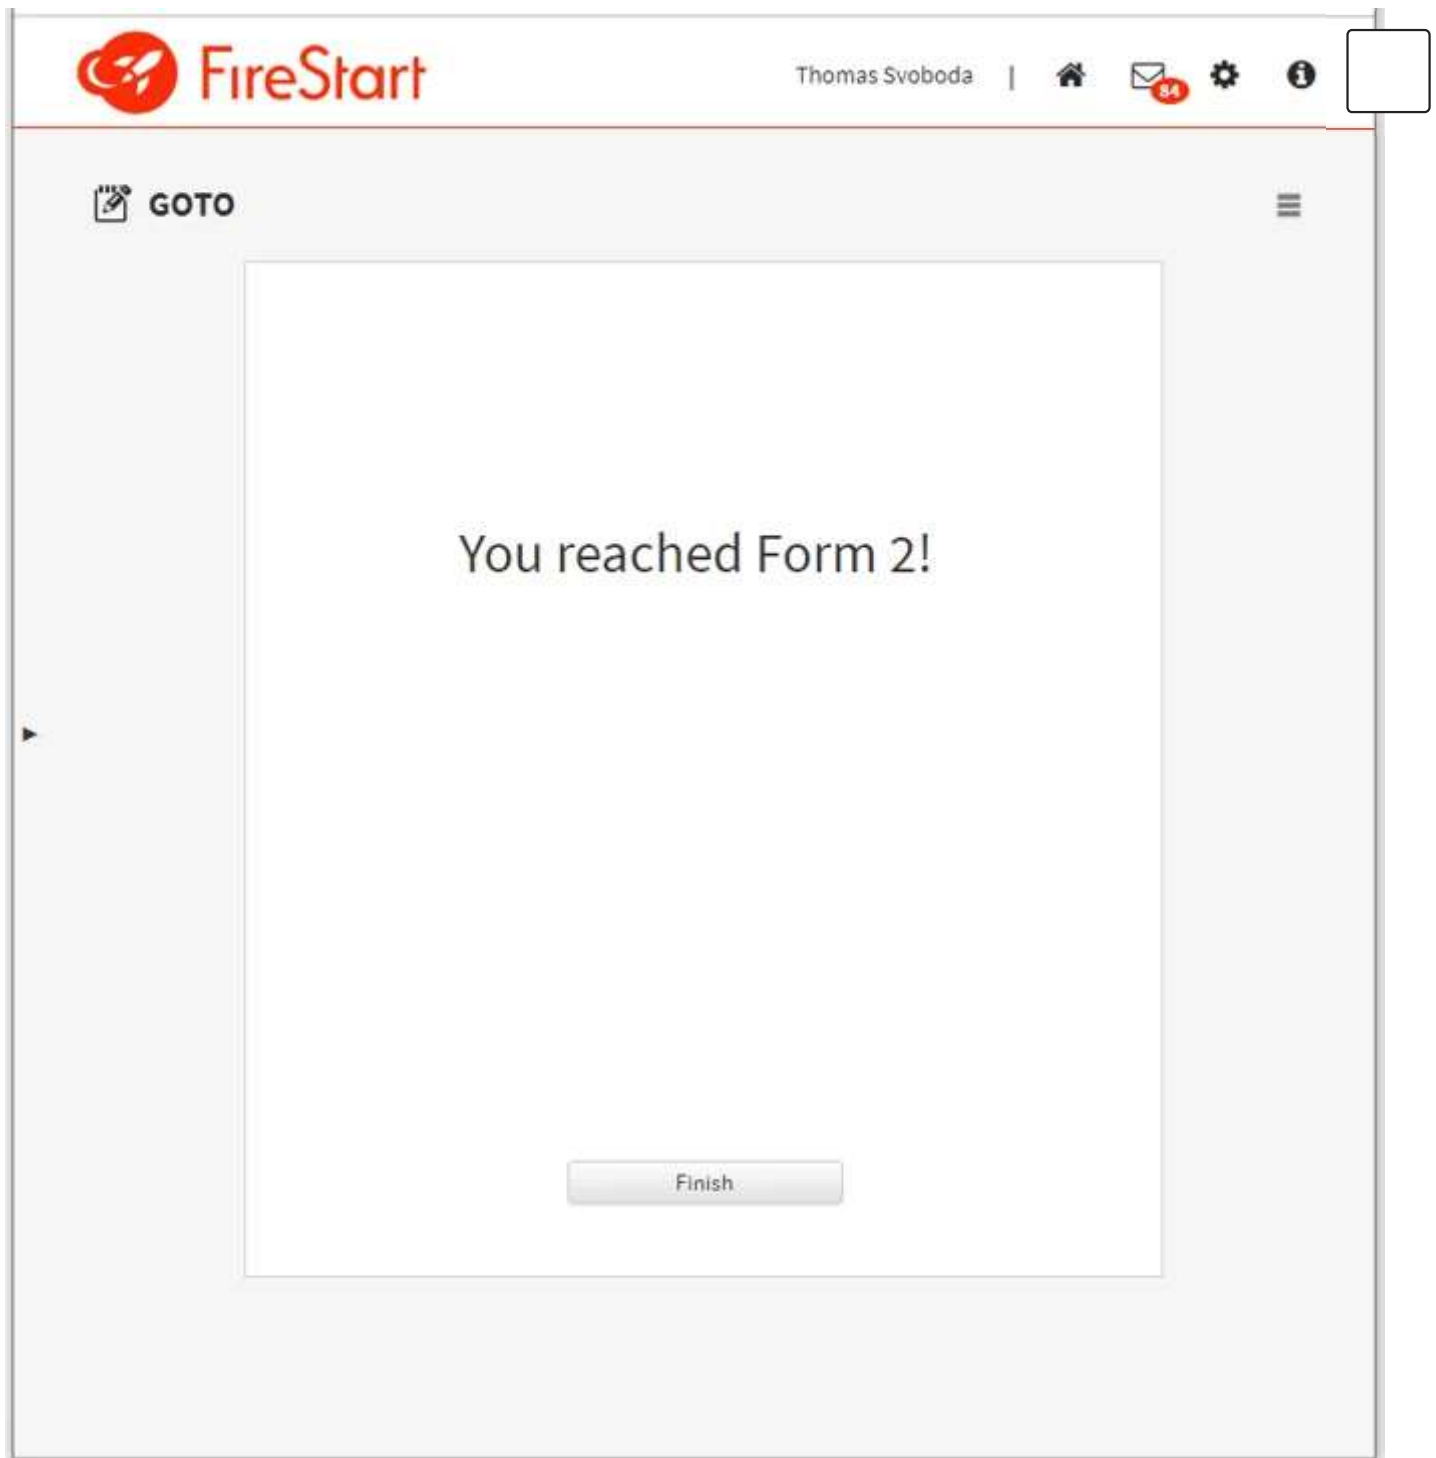 FireStart
Thomas Svoboda |
84
GOTO
You reached Form 2!
Finish